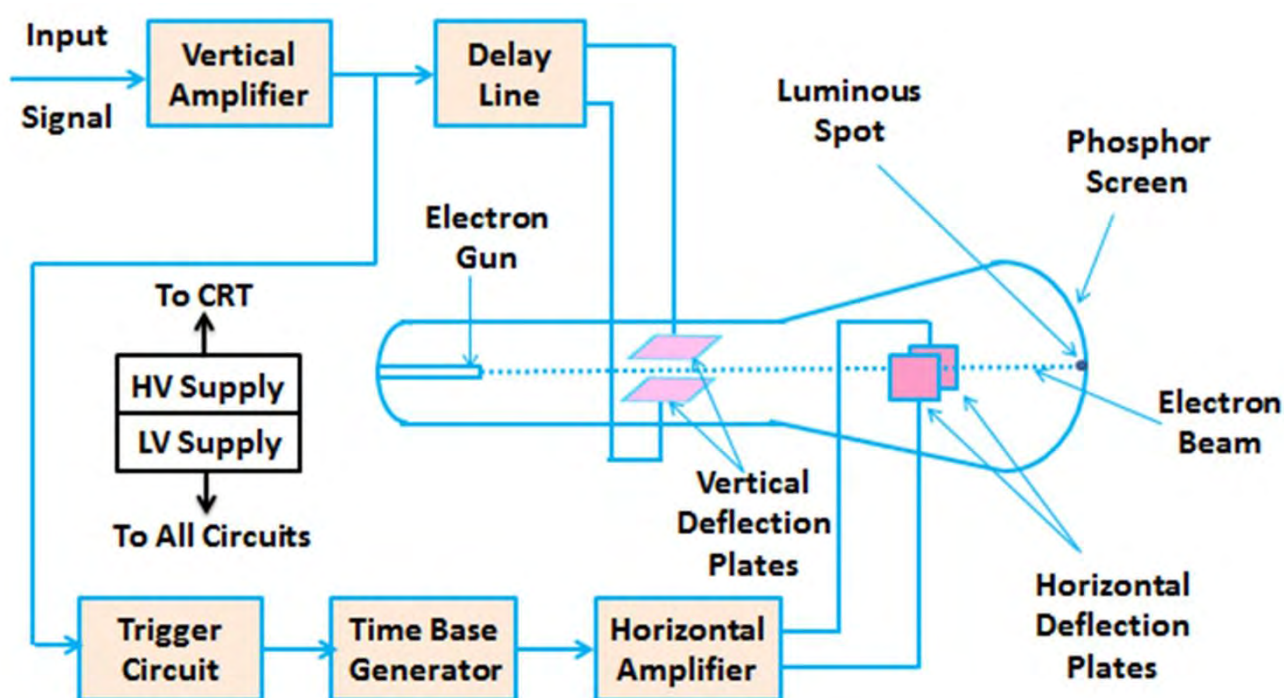 Input
Signal
Vertical
Amplifier
Delay
Line
Luminous
Spot
Phosphor
Screen
Electron
Gun
To CRT
HV Supply
LV Supply
To All Circuits
Electron
Beam
Vertical
Deflection
Plates
Horizontal
Deflection
Plates
Trigger
Circuit
Time Base
Generator
Horizontal
Amplifier